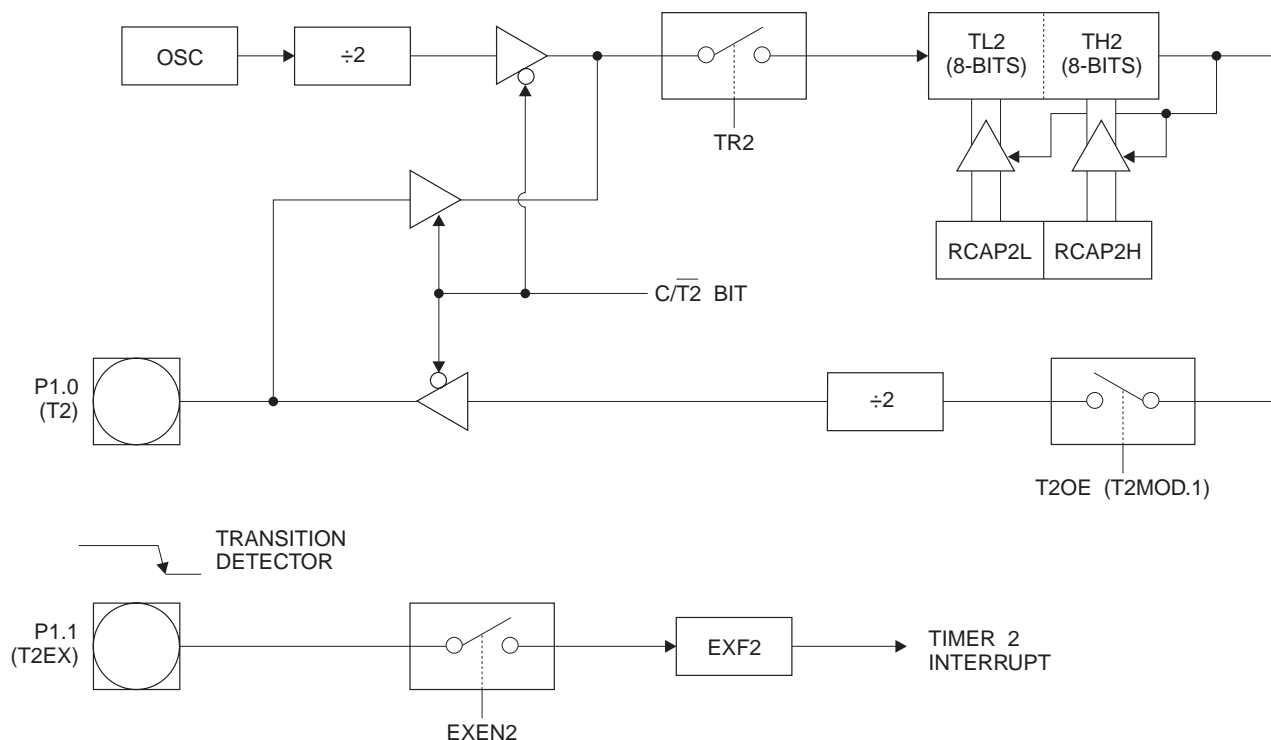 OSC
÷2
TR2
TL2
(8-BITS)
TH2
(8-BITS)
RCAP2L
RCAP2H
C/T̅2̅ BIT
P1.0
(T2)
÷2
T2OE (T2MOD.1)
TRANSITION
DETECTOR
P1.1
(T2EX)
EXEN2
EXF2
TIMER 2
INTERRUPT